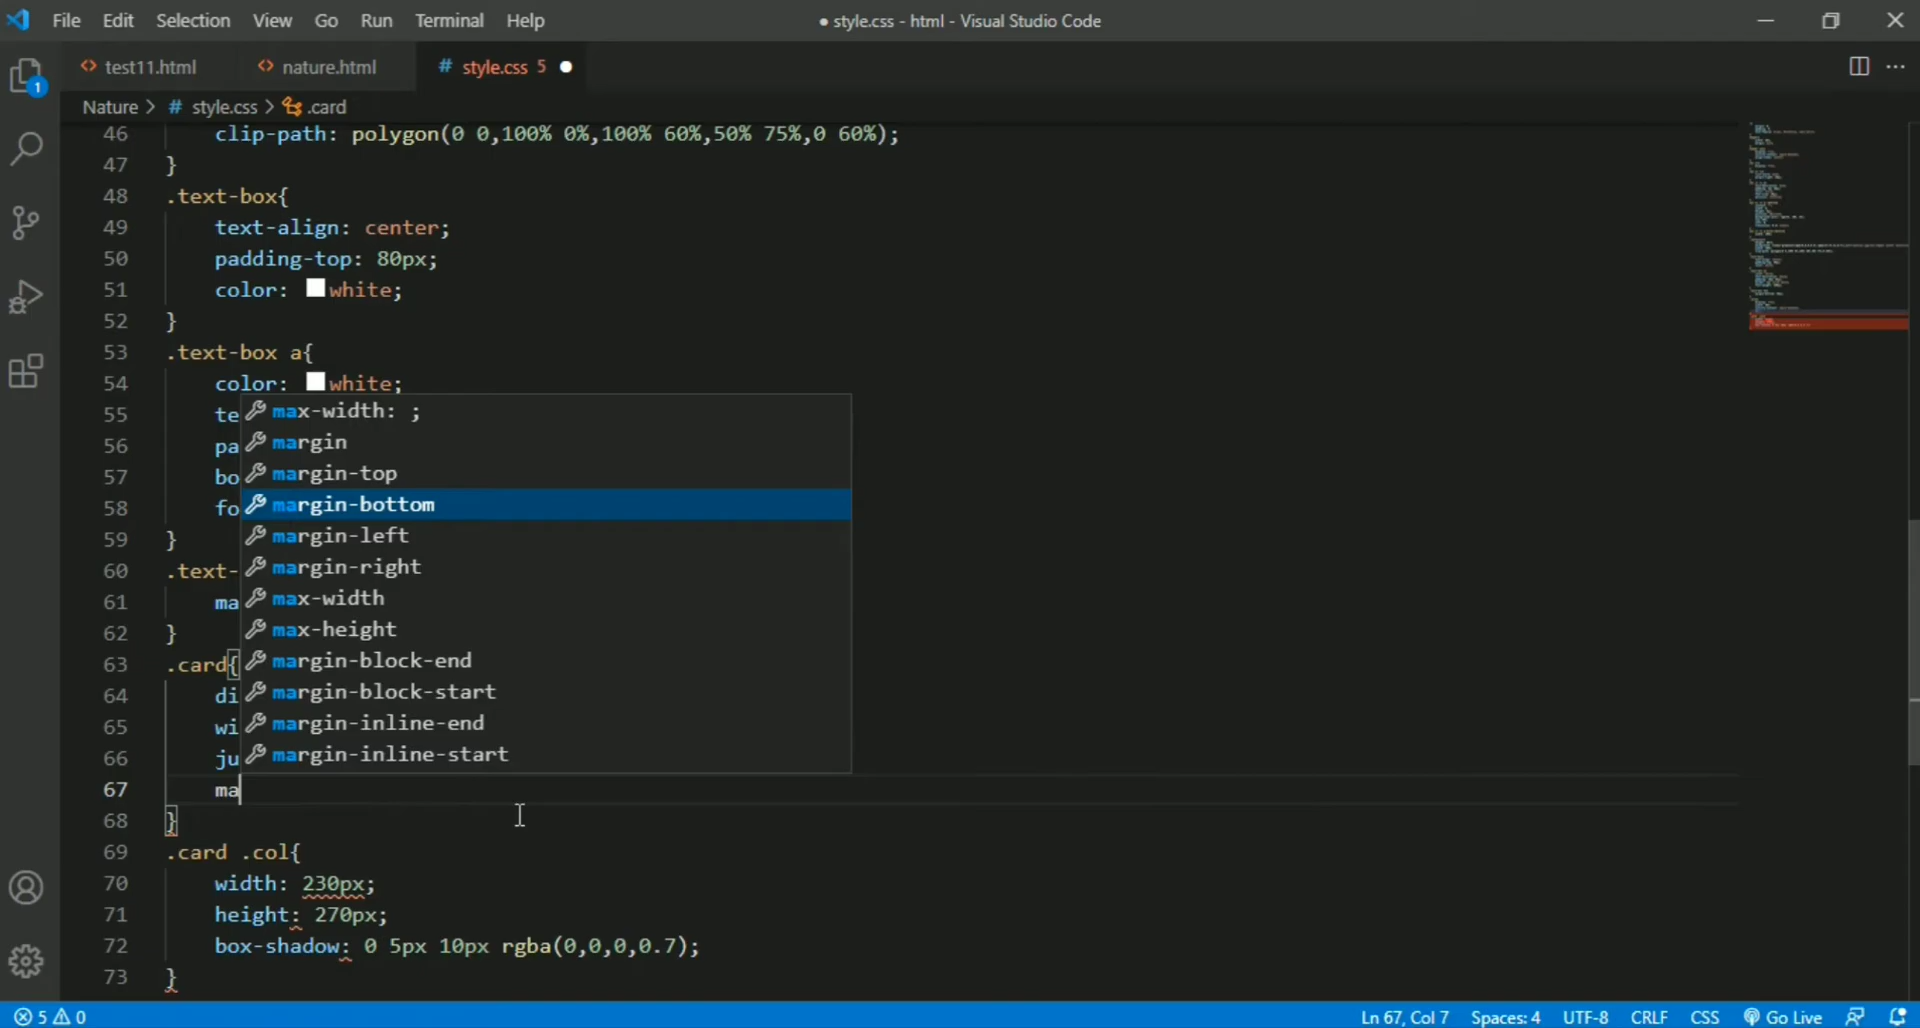 File Edit Selection View Go Run Terminal Help ● style.css - html - Visual Studio Code
<> test11.html <> nature.html # style.css 5 ●
Nature > # style.css > .card
46 clip-path: polygon(0 0,100% 0%,100% 60%,50% 75%,0 60%);
47 }
48 .text-box{
49 text-align: center;
50 padding-top: 80px;
51 color: white;
52 }
53 .text-box a{
54 color: white;
max-width: ;
55 te
margin
56 pa
margin-top
57 bo
margin-bottom
58 fo
margin-left
59 }
margin-right
60 .text-
max-width
61 ma
max-height
62 }
margin-block-end
63 .card{
margin-block-start
64 di
margin-inline-end
65 wi
margin-inline-start
66 ju
67 ma
68 }
69 .card .col{
70 width: 230px;
71 height: 270px;
72 box-shadow: 0 5px 10px rgba(0,0,0,0.7);
73 }
1
5 0 Ln 67, Col 7 Spaces: 4 UTF-8 CRLF CSS Go Live